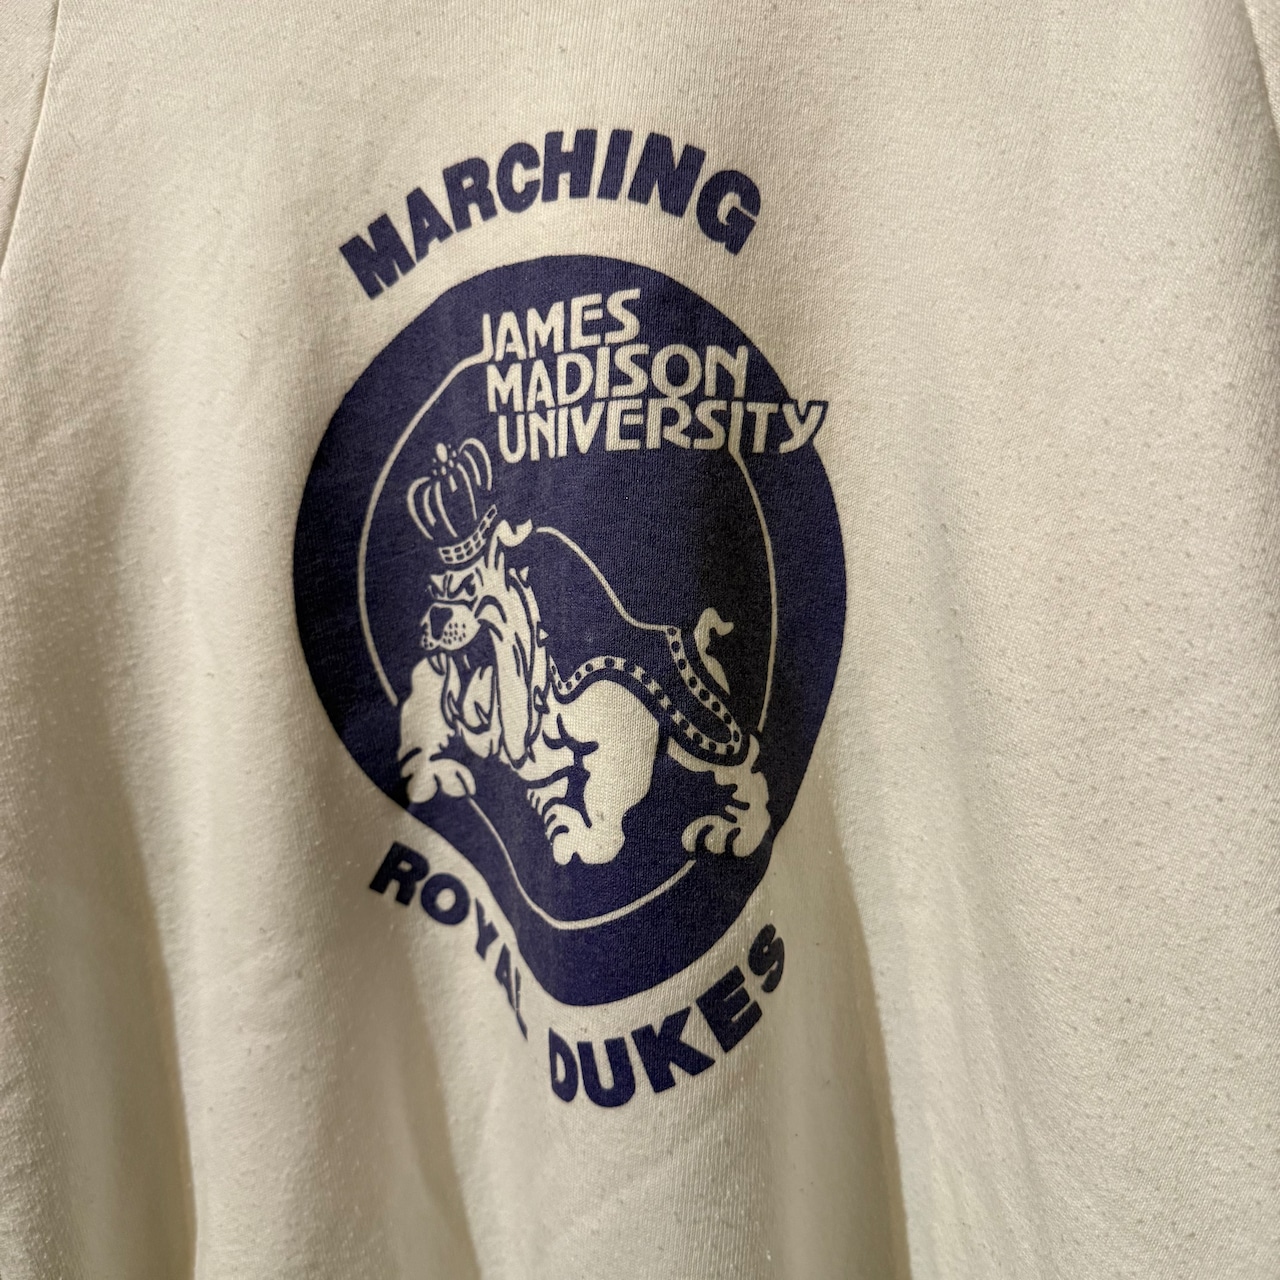 MARCHING
JAMES
MADISON
UNIVERSITY
ROYAL DUKES